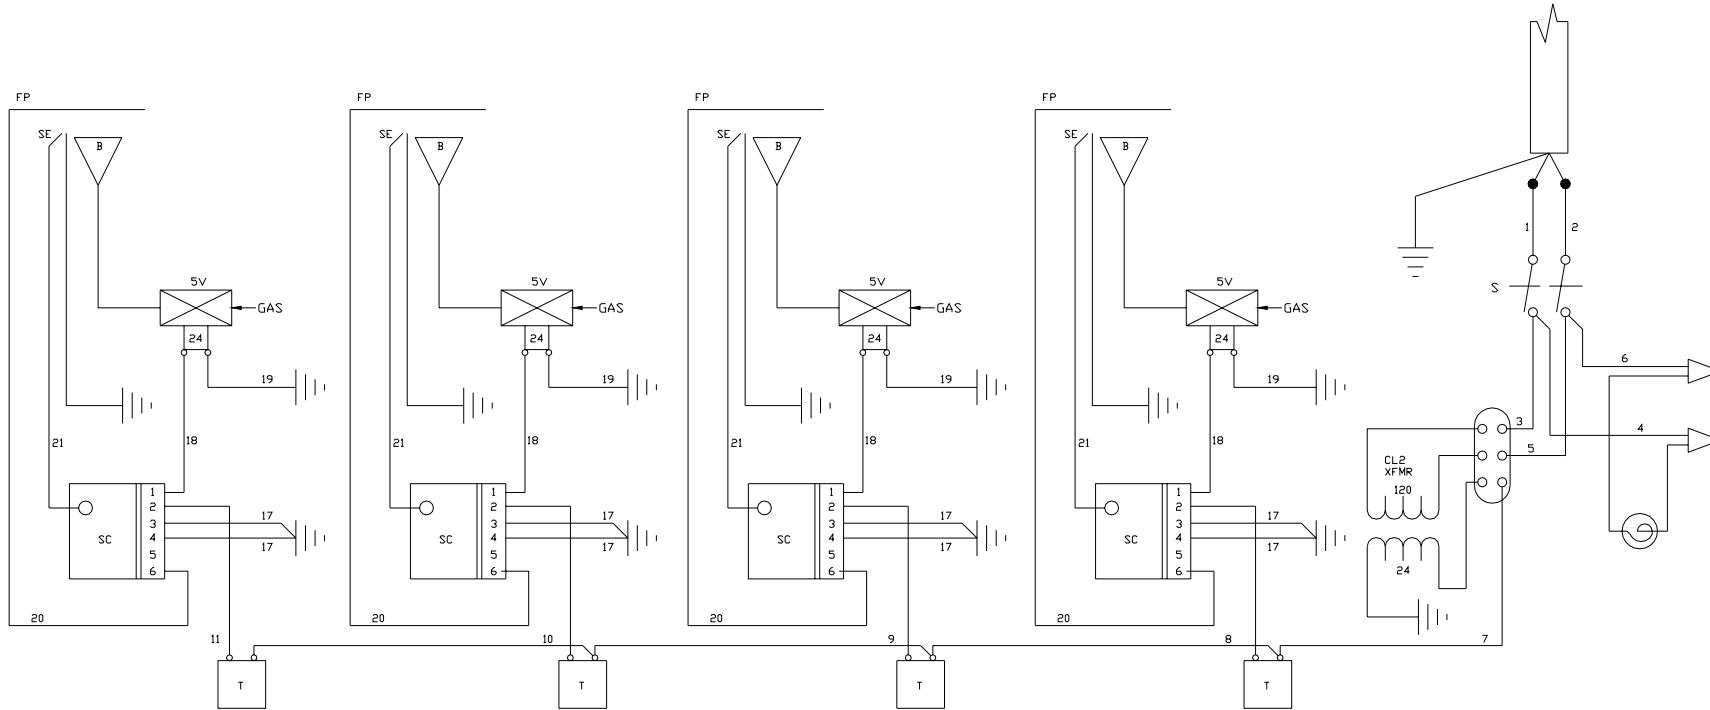 FP FP FP FP
SE B SE B SE B SE B
1 2
5V 5V 5V 5V
S
GAS GAS GAS GAS
24 24 24 24
6
19 19 19 19
3 4
21 18 21 18 21 18 21 18
5
CL2
XFMR
120
1 1 1 1
2 2 2 2
3 17 3 17 3 17 3 17
SC 4 SC 4 SC 4 SC 4
17 17 17 17
5 5 5 5
6 6 6 6
24
20 20 20 20
11 10 9 8 7
T T T T